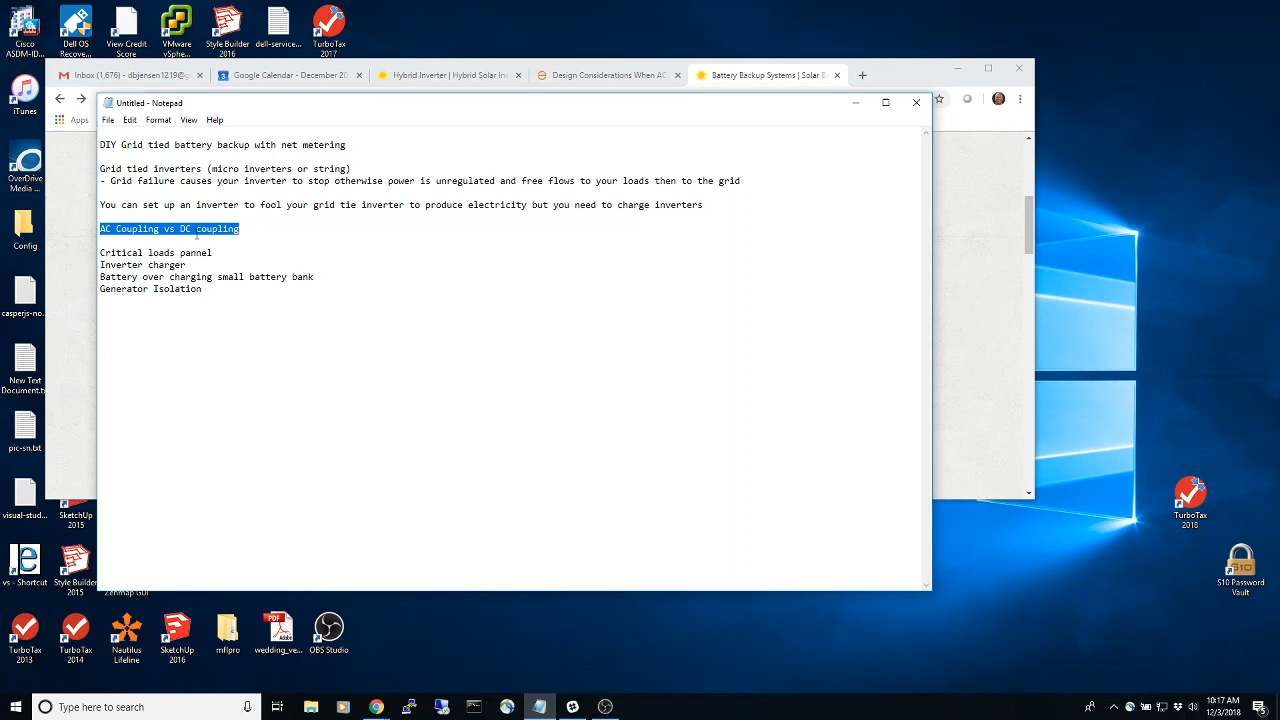 Cisco ASDM-ID...
Dell OS Recove...
View Credit Score
VMware vSphe...
Style Builder 2016
dell-service...
TurboTax 2017
Inbox (1,676) - dbjensen1219@g
Google Calendar - December 20
Hybrid Inverter | Hybrid Solar Inv
Design Considerations When AC
Battery Backup Systems | Solar B
Apps
Untitled - Notepad
File Edit Format View Help
DIY Grid tied battery backup with net metering
Grid tied inverters (micro inverters or string)
- Grid failure causes your inverter to stop otherwise power is unregulated and free flows to your loads then to the grid
You can set up an inverter to fool your grid tie inverter to produce electricity but you need to change inverters
AC Coupling vs DC coupling
Critical loads pannel
Inverter charger
Battery over charging small battery bank
Generator Isolation
iTunes
OverDrive Media ...
Config
casperjs-no...
New Text Document.t
pic-sn.txt
visual-stud...
SketchUp 2015
vs - Shortcut
Style Builder 2015
Zenmap GUI
TurboTax 2013
TurboTax 2014
Nautilus Lifeline
SketchUp 2016
mflpro
PDF
Adobe
wedding_ve...
OBS Studio
TurboTax 2018
S10
S10 Password Vault
Type here to search
10:17 AM
12/3/2018